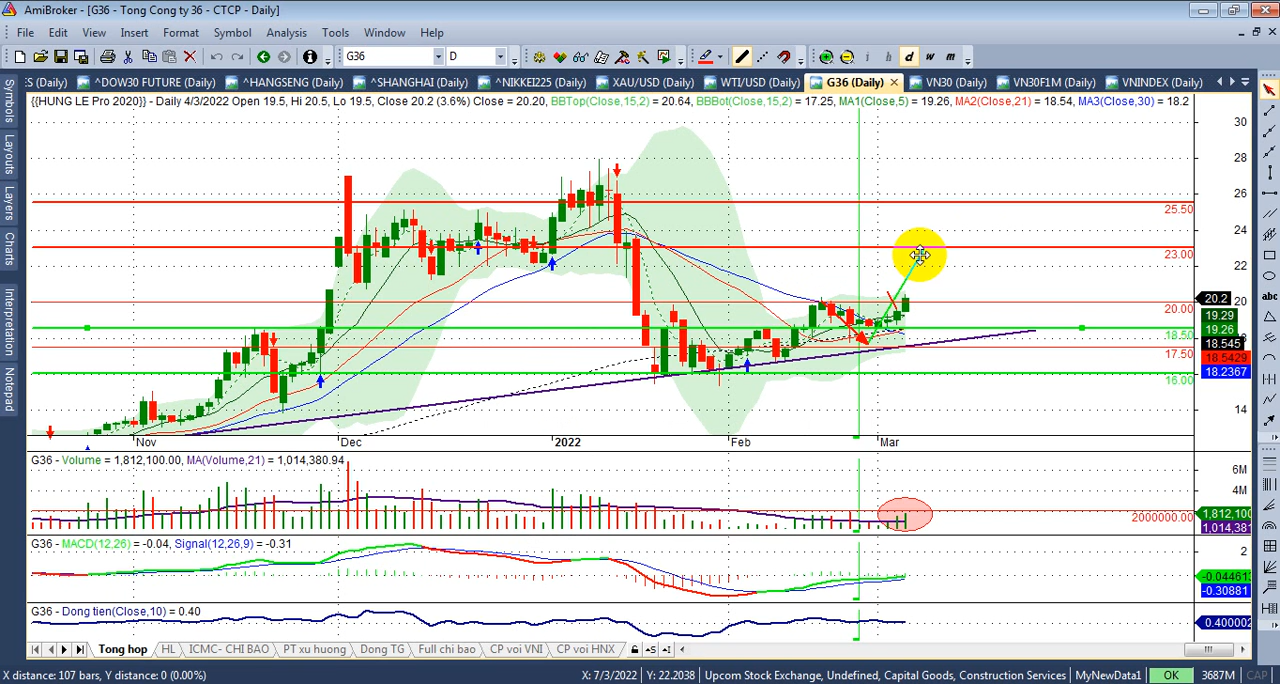 AmiBroker - [G36 - Tong Cong ty 36 - CTCP - Daily]
File Edit View Insert Format Symbol Analysis Tools Window Help
G36 D i h d w m
S (Daily) ^DOW30 FUTURE (Daily) ^HANGSENG (Daily) ^SHANGHAI (Daily) ^NIKKEI225 (Daily) XAU/USD (Daily) WTI/USD (Daily) G36 (Daily) VN30 (Daily) VN30F1M (Daily) VNINDEX (Daily)
Symbols
Layouts
Layers
Charts
Interpretation
Notepad
{{HUNG LE Pro 2020}} - Daily 4/3/2022 Open 19.5, Hi 20.5, Lo 19.5, Close 20.2 (3.6%) Close = 20.20, BBTop(Close,15,2) = 20.64, BBBot(Close,15,2) = 17.25, MA1(Close,5) = 19.26, MA2(Close,21) = 18.54, MA3(Close,30) = 18.2
30
28
26
25.50
24
23.00
22
20
20.2
20.00
19.29
19.26
18.50
18.545
17.50
18.5429
18.2367
16.00
14
Nov Dec 2022 Feb Mar
G36 - Volume = 1,812,100.00, MA(Volume,21) = 1,014,380.94
6M
4M
2000000.00
1,812,100
1,014,381
G36 - MACD(12,26) = -0.04, Signal(12,26,9) = -0.31
2
-0.04461
-0.30881
G36 - Dong tien(Close,10) = 0.40
0.400002
Tong hop HL ICMC- CHI BAO PT xu huong Dong TG Full chi bao CP voi VNI CP voi HNX
X distance: 107 bars, Y distance: 0 (0.00%) X: 7/3/2022 Y: 22.2038 Upcom Stock Exchange, Undefined, Capital Goods, Construction Services MyNewData1 OK 3687M CAP